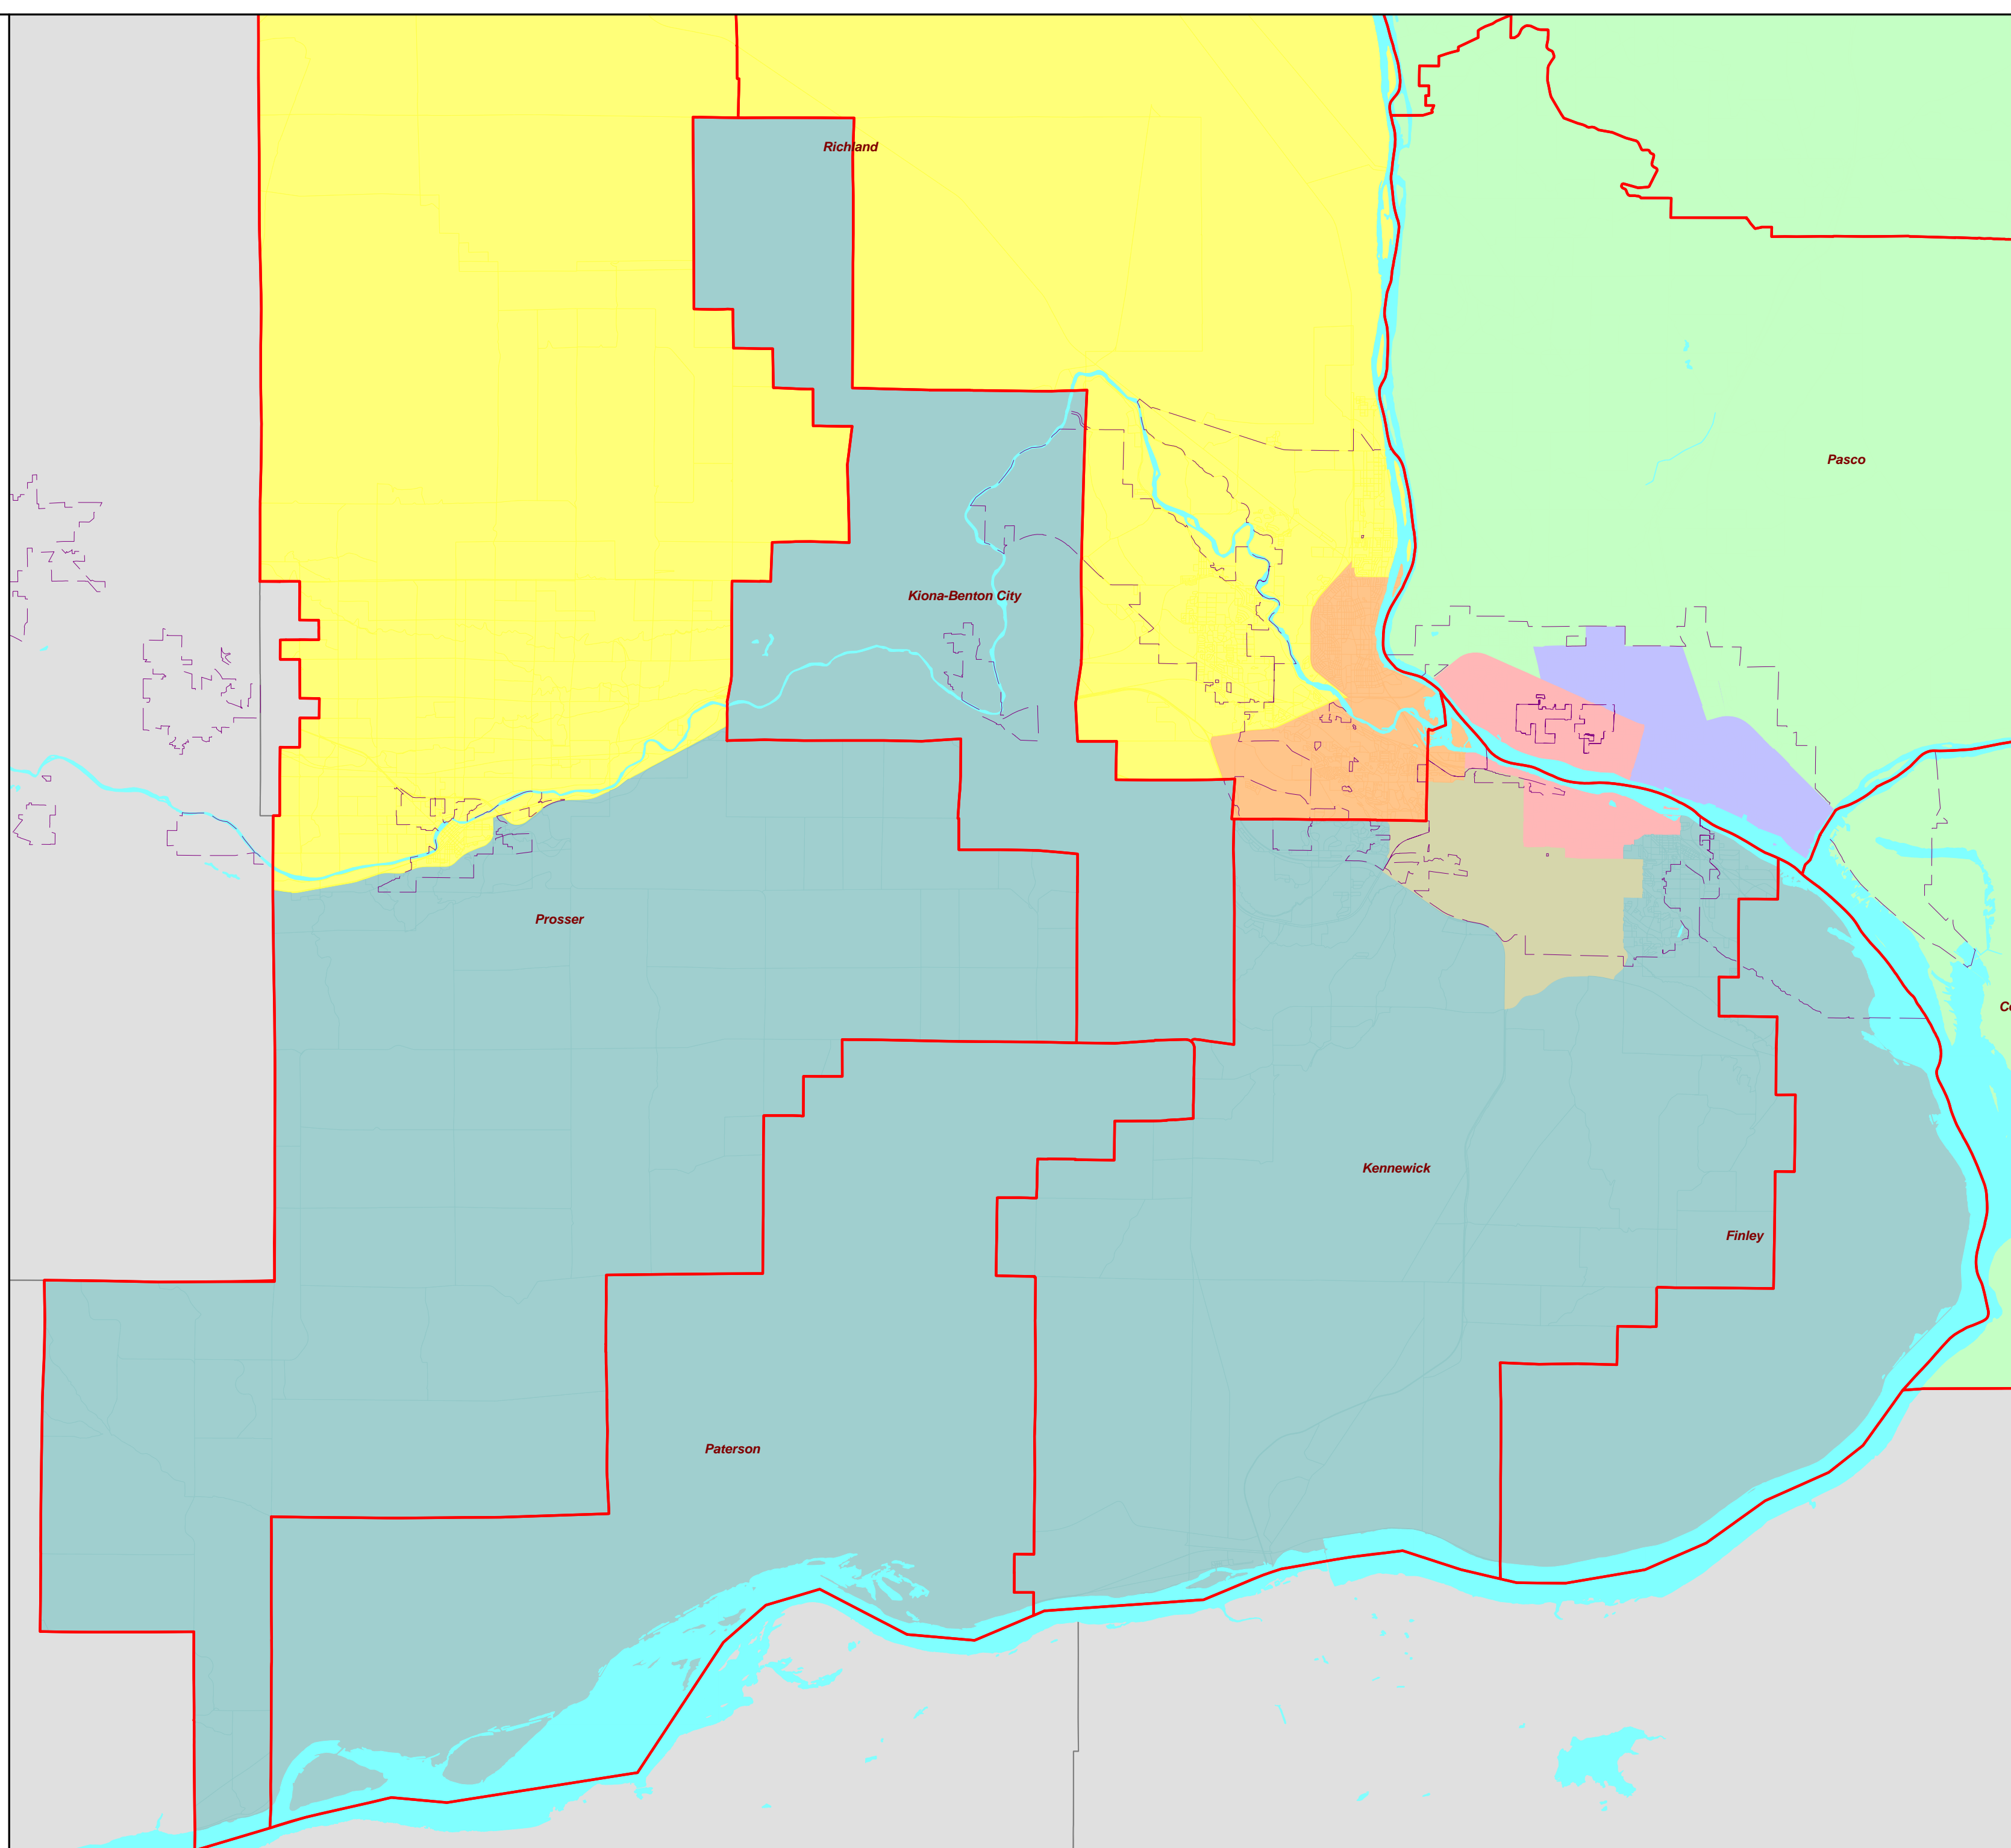 Richland
Pasco
Kiona-Benton City
Prosser
Kennewick
Finley
Paterson